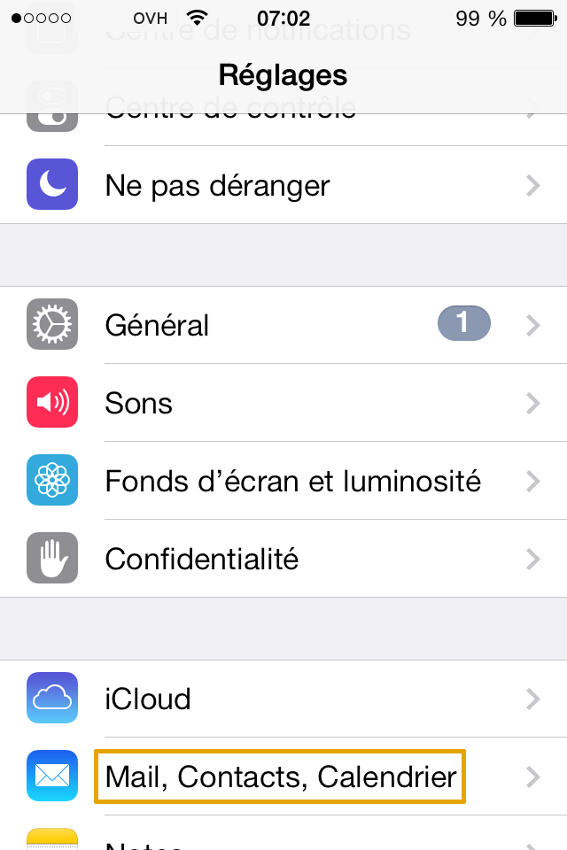 OVH 07:02 99 %
Centre de notifications
Réglages
Centre de contrôle
Ne pas déranger
Général 1
Sons
Fonds d’écran et luminosité
Confidentialité
iCloud
Mail, Contacts, Calendrier
Notes